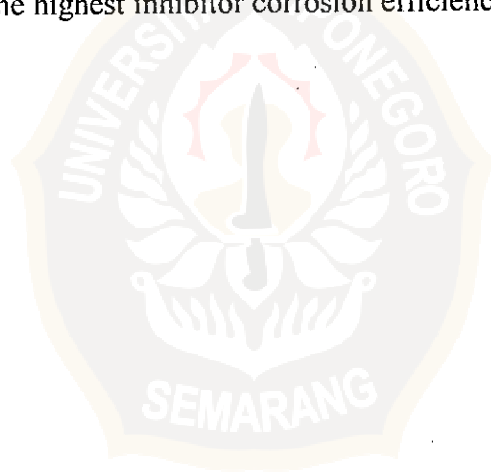 he highest inhibitor corrosion efficienc
UNIVERSITAS DIPONEGORO
SEMARANG